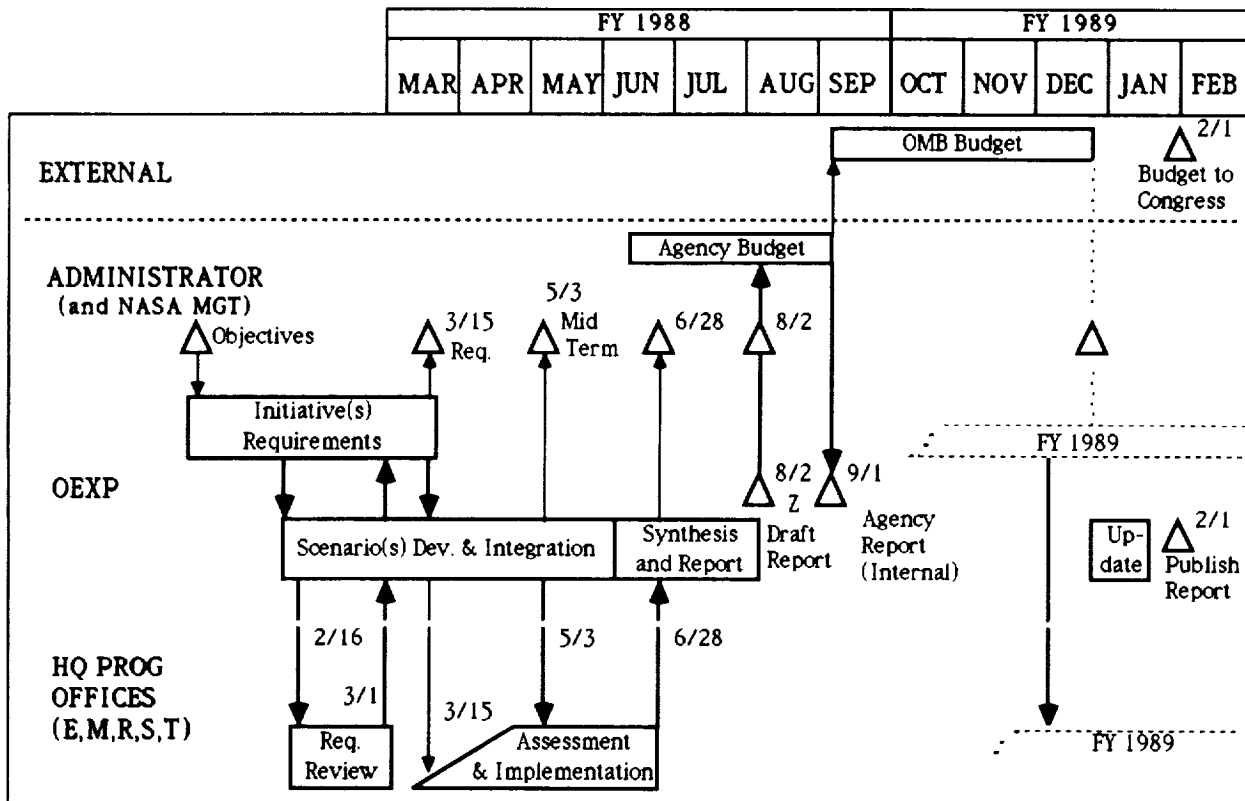 FY 1988
FY 1989
MAR APR MAY JUN JUL AUG SEP OCT NOV DEC JAN FEB
EXTERNAL
OMB Budget
2/1
Budget to
Congress
Agency Budget
ADMINISTRATOR
(and NASA MGT)
Objectives
3/15
Req.
5/3
Mid
Term
6/28
8/2
Initiative(s)
Requirements
FY 1989
OEXP
8/2
Z
Draft
Report
9/1
Agency
Report
(Internal)
Scenario(s) Dev. & Integration
Synthesis
and Report
Up-
date
2/1
Publish
Report
2/16
5/3
6/28
HQ PROG
OFFICES
(E,M,R,S,T)
3/1
3/15
Req.
Review
Assessment
& Implementation
FY 1989